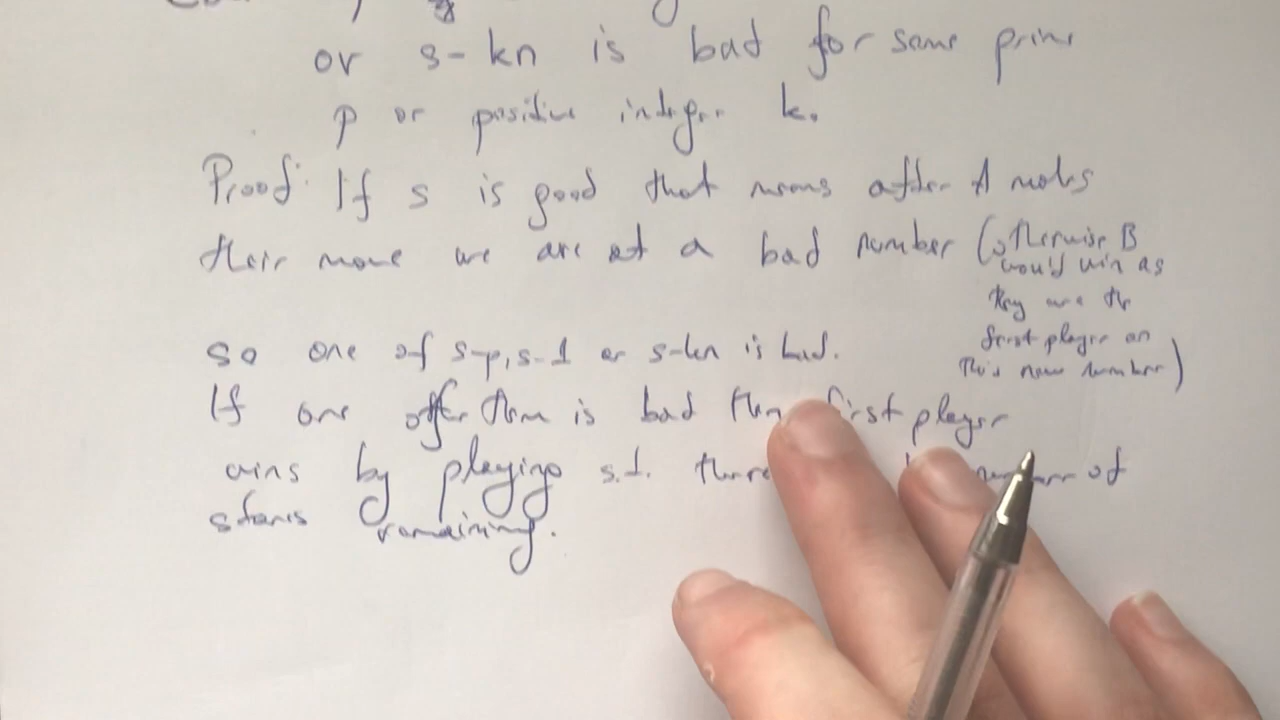 or s-kn is bad for some prime
p or positive integer k.
Proof: If s is good that means after A makes
their move we are at a bad number (otherwise B
would win as
they are the
first player on
this new number)
so one of s-p, s-1 or s-kn is bad.
If one of them is bad then first player
wins by playing s.t. there number of
stones remaining.